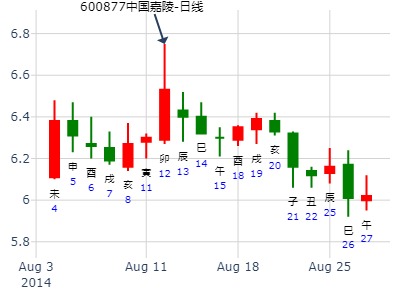 600877中国嘉陵-日线
6.8
6.6
6.4
6.2
6
5.8
未
4
申
5
酉
6
戌
7
亥
8
寅
11
卯
12
辰
13
巳
14
午
15
酉
18
戌
19
亥
20
子
21
丑
22
辰
25
巳
26
午
27
Aug 3
2014
Aug 11
Aug 18
Aug 25